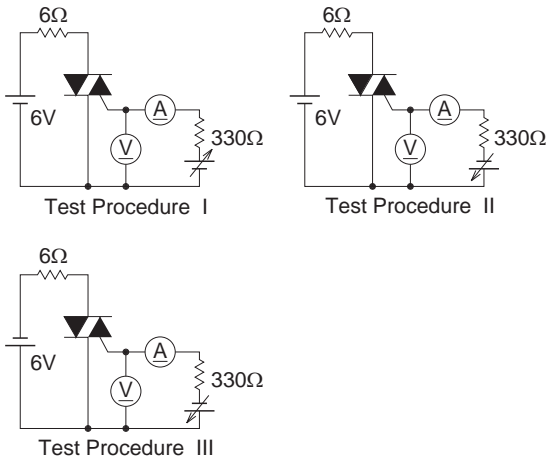 6Ω
6V
A
V
330Ω
Test Procedure I
6Ω
6V
A
V
330Ω
Test Procedure II
6Ω
6V
A
V
330Ω
Test Procedure III